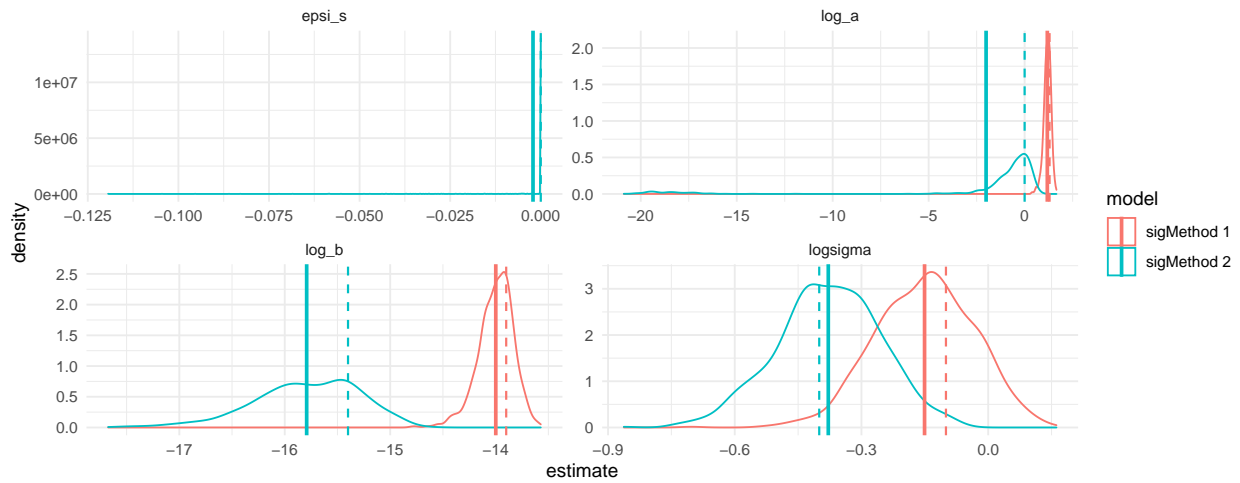 epsi_s
log_a
1e+07
5e+06
0e+00
−0.125 −0.100 −0.075 −0.050 −0.025 0.000
2.0
1.5
1.0
0.5
0.0
−20 −15 −10 −5 0
density
log_b
logsigma
2.5
2.0
1.5
1.0
0.5
0.0
−17 −16 −15 −14
3
2
1
0
−0.9 −0.6 −0.3 0.0
estimate
model
sigMethod 1
sigMethod 2